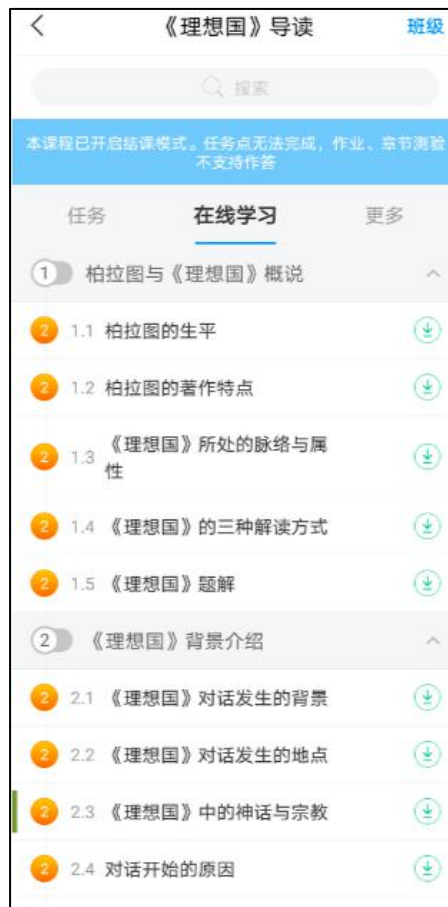 《理想国》导读 班级
搜索
本课程已开启结课模式。任务点无法完成，作业、章节测验
不支持作答
任务 在线学习 更多
1 柏拉图与《理想国》概说
2 1.1 柏拉图的生平
2 1.2 柏拉图的著作特点
2 1.3 《理想国》所处的脉络与属
性
2 1.4 《理想国》的三种解读方式
2 1.5 《理想国》题解
2 《理想国》背景介绍
2 2.1 《理想国》对话发生的背景
2 2.2 《理想国》对话发生的地点
2 2.3 《理想国》中的神话与宗教
2 2.4 对话开始的原因